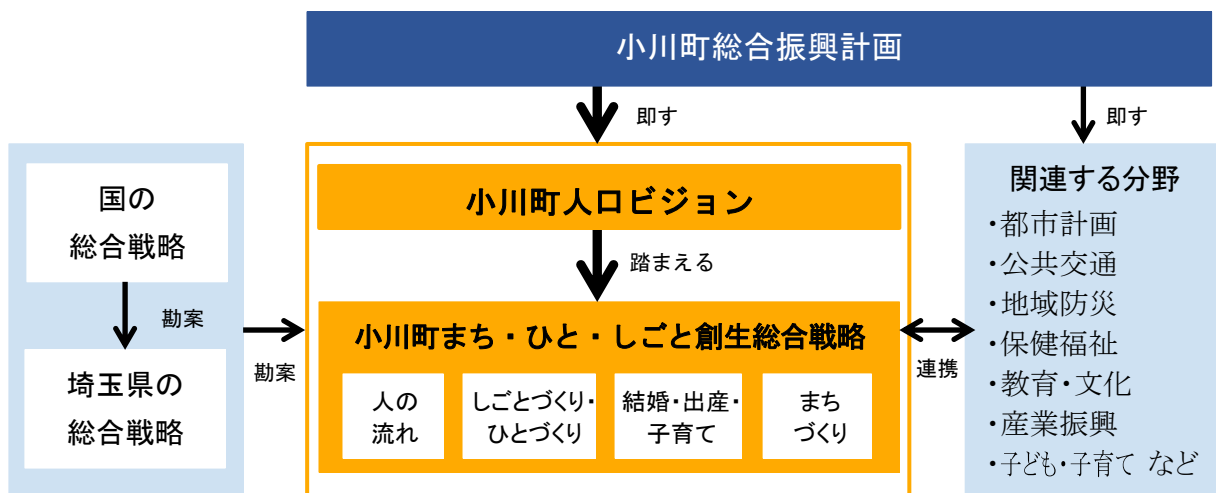 小川町総合振興計画
即す
即す
国の
総合戦略
勘案
埼玉県の
総合戦略
勘案
小川町人口ビジョン
踏まえる
小川町まち・ひと・しごと創生総合戦略
人の
流れ
しごとづくり・
ひとづくり
結婚・出産・
子育て
まち
づくり
連携
関連する分野
・都市計画
・公共交通
・地域防災
・保健福祉
・教育・文化
・産業振興
・子ども・子育て など